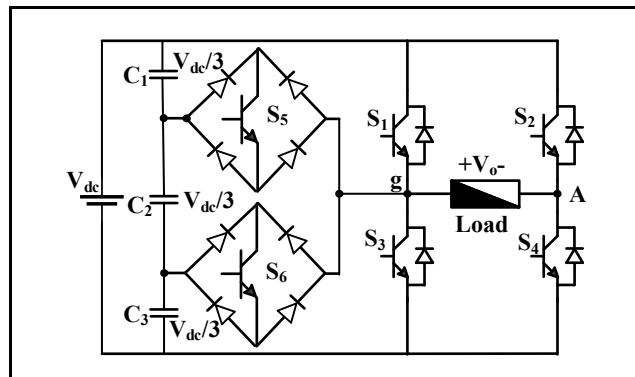 C1
Vdc/3
S5
S1
S2
+Vo-
Vdc
C2
Vdc/3
g
A
Load
S3
S4
S6
C3
Vdc/3